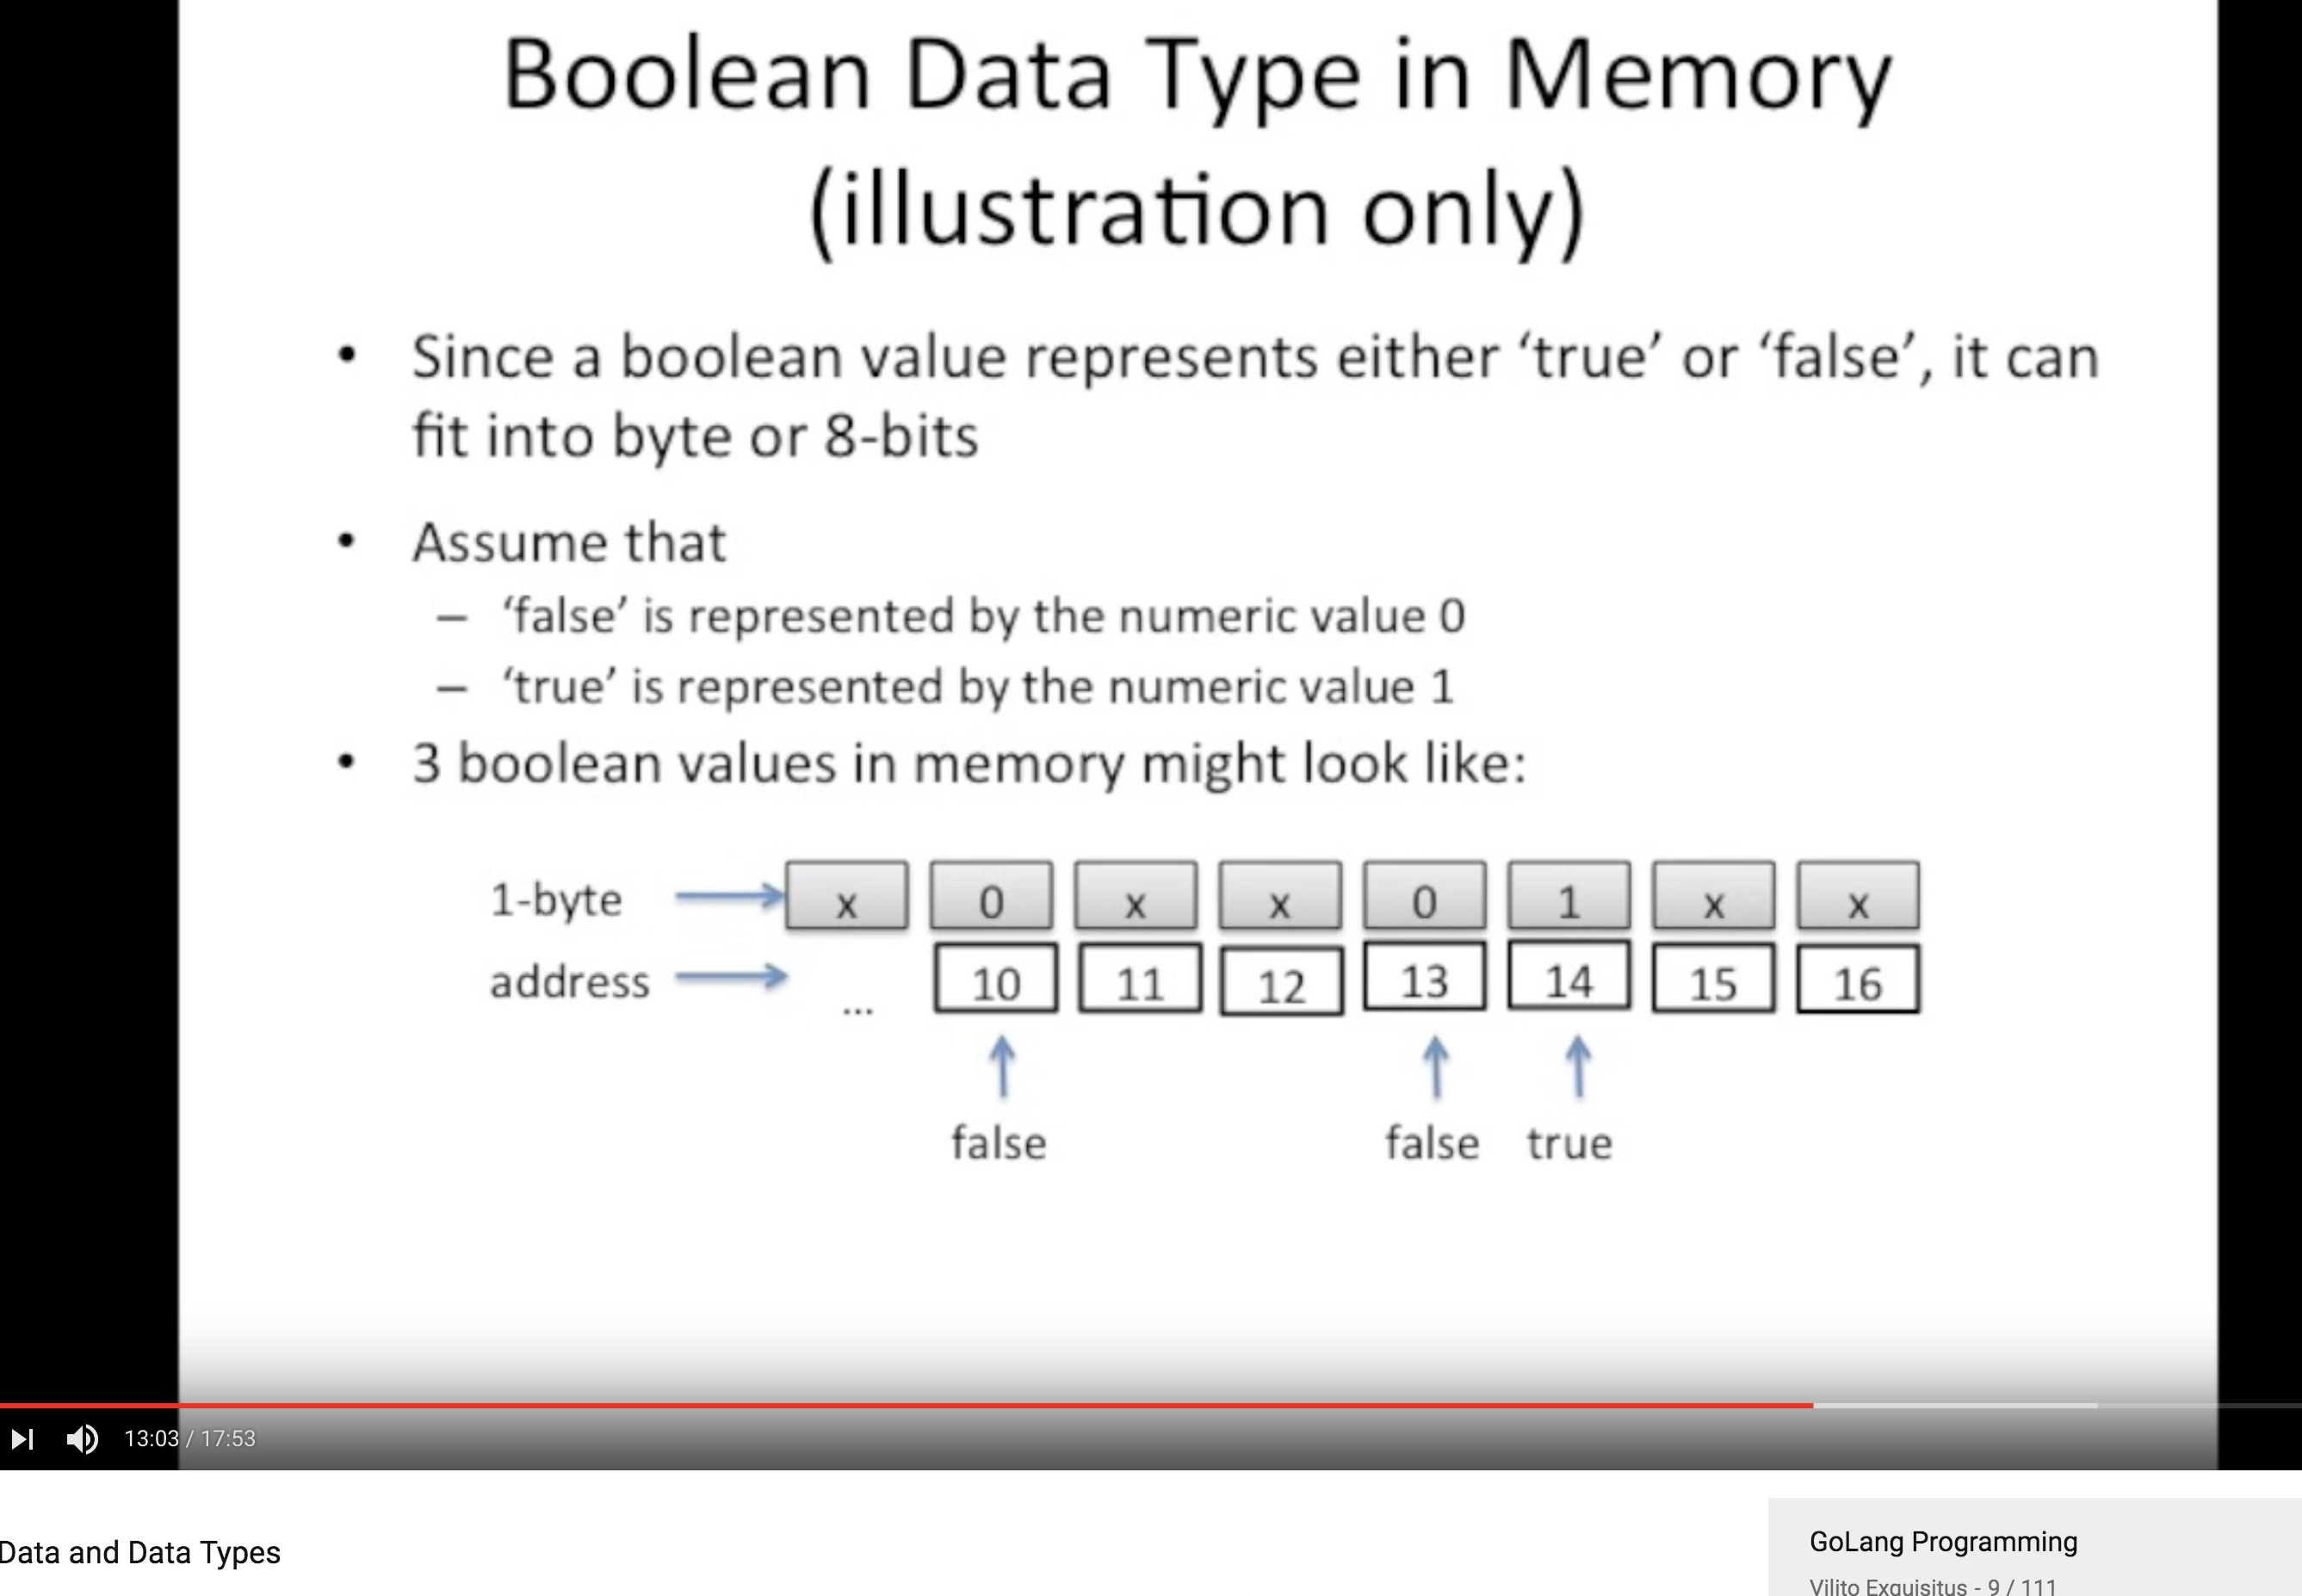 Boolean Data Type in Memory
(illustration only)
• Since a boolean value represents either ‘true’ or ‘false’, it can
fit into byte or 8-bits
• Assume that
– ‘false’ is represented by the numeric value 0
– ‘true’ is represented by the numeric value 1
• 3 boolean values in memory might look like:
1-byte x 0 x x 0 1 x x
address ... 10 11 12 13 14 15 16
false false true
13:03 / 17:53
Data and Data Types
GoLang Programming
Vilito Exquisitus - 9 / 111